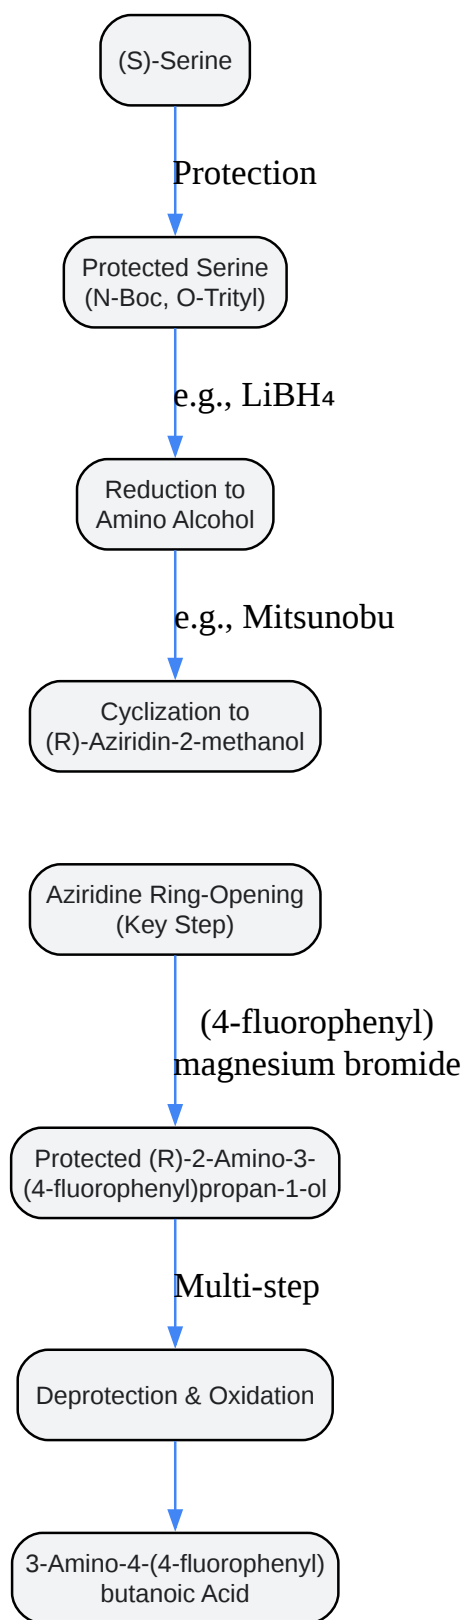 (S)-Serine
Protection
Protected Serine
(N-Boc, O-Trityl)
e.g., LiBH₄
Reduction to
Amino Alcohol
e.g., Mitsunobu
Cyclization to
(R)-Aziridin-2-methanol
Aziridine Ring-Opening
(Key Step)
(4-fluorophenyl)
magnesium bromide
Protected (R)-2-Amino-3-
(4-fluorophenyl)propan-1-ol
Multi-step
Deprotection & Oxidation
3-Amino-4-(4-fluorophenyl)
butanoic Acid